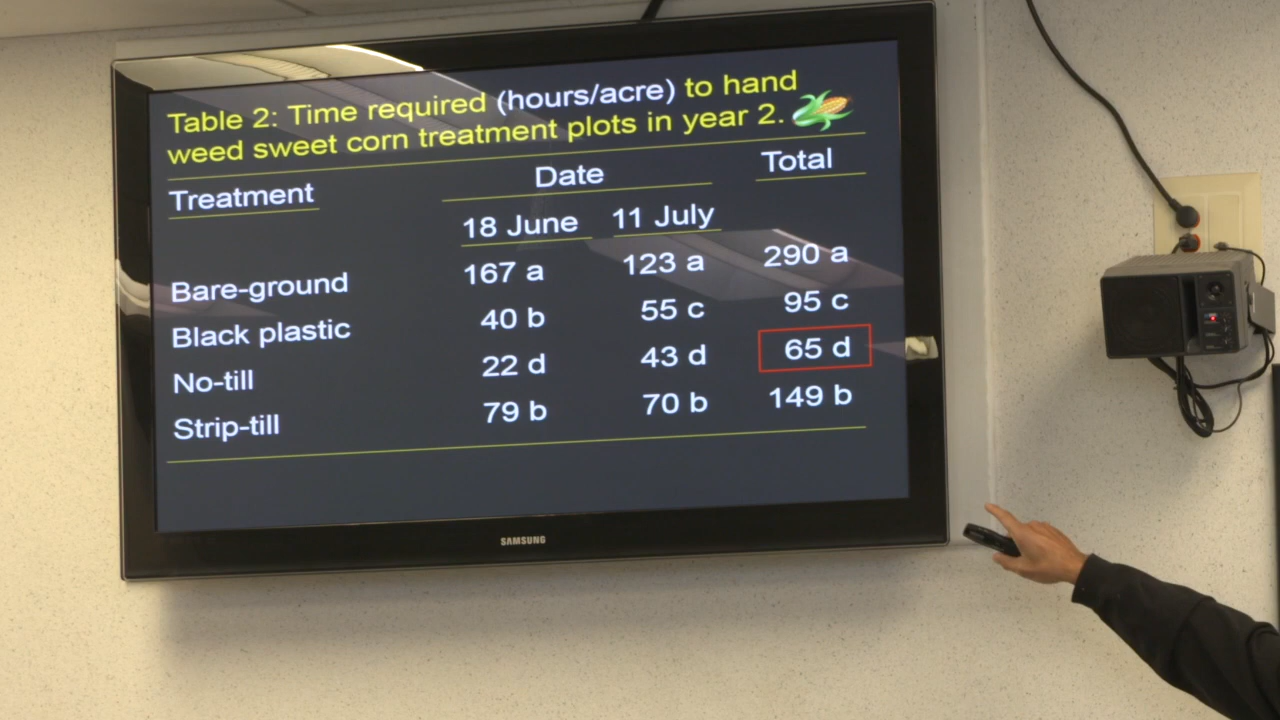 Table 2: Time required (hours/acre) to hand
weed sweet corn treatment plots in year 2.
Treatment Date Total
18 June 11 July
Bare-ground 167 a 123 a 290 a
Black plastic 40 b 55 c 95 c
No-till 22 d 43 d 65 d
Strip-till 79 b 70 b 149 b
SAMSUNG